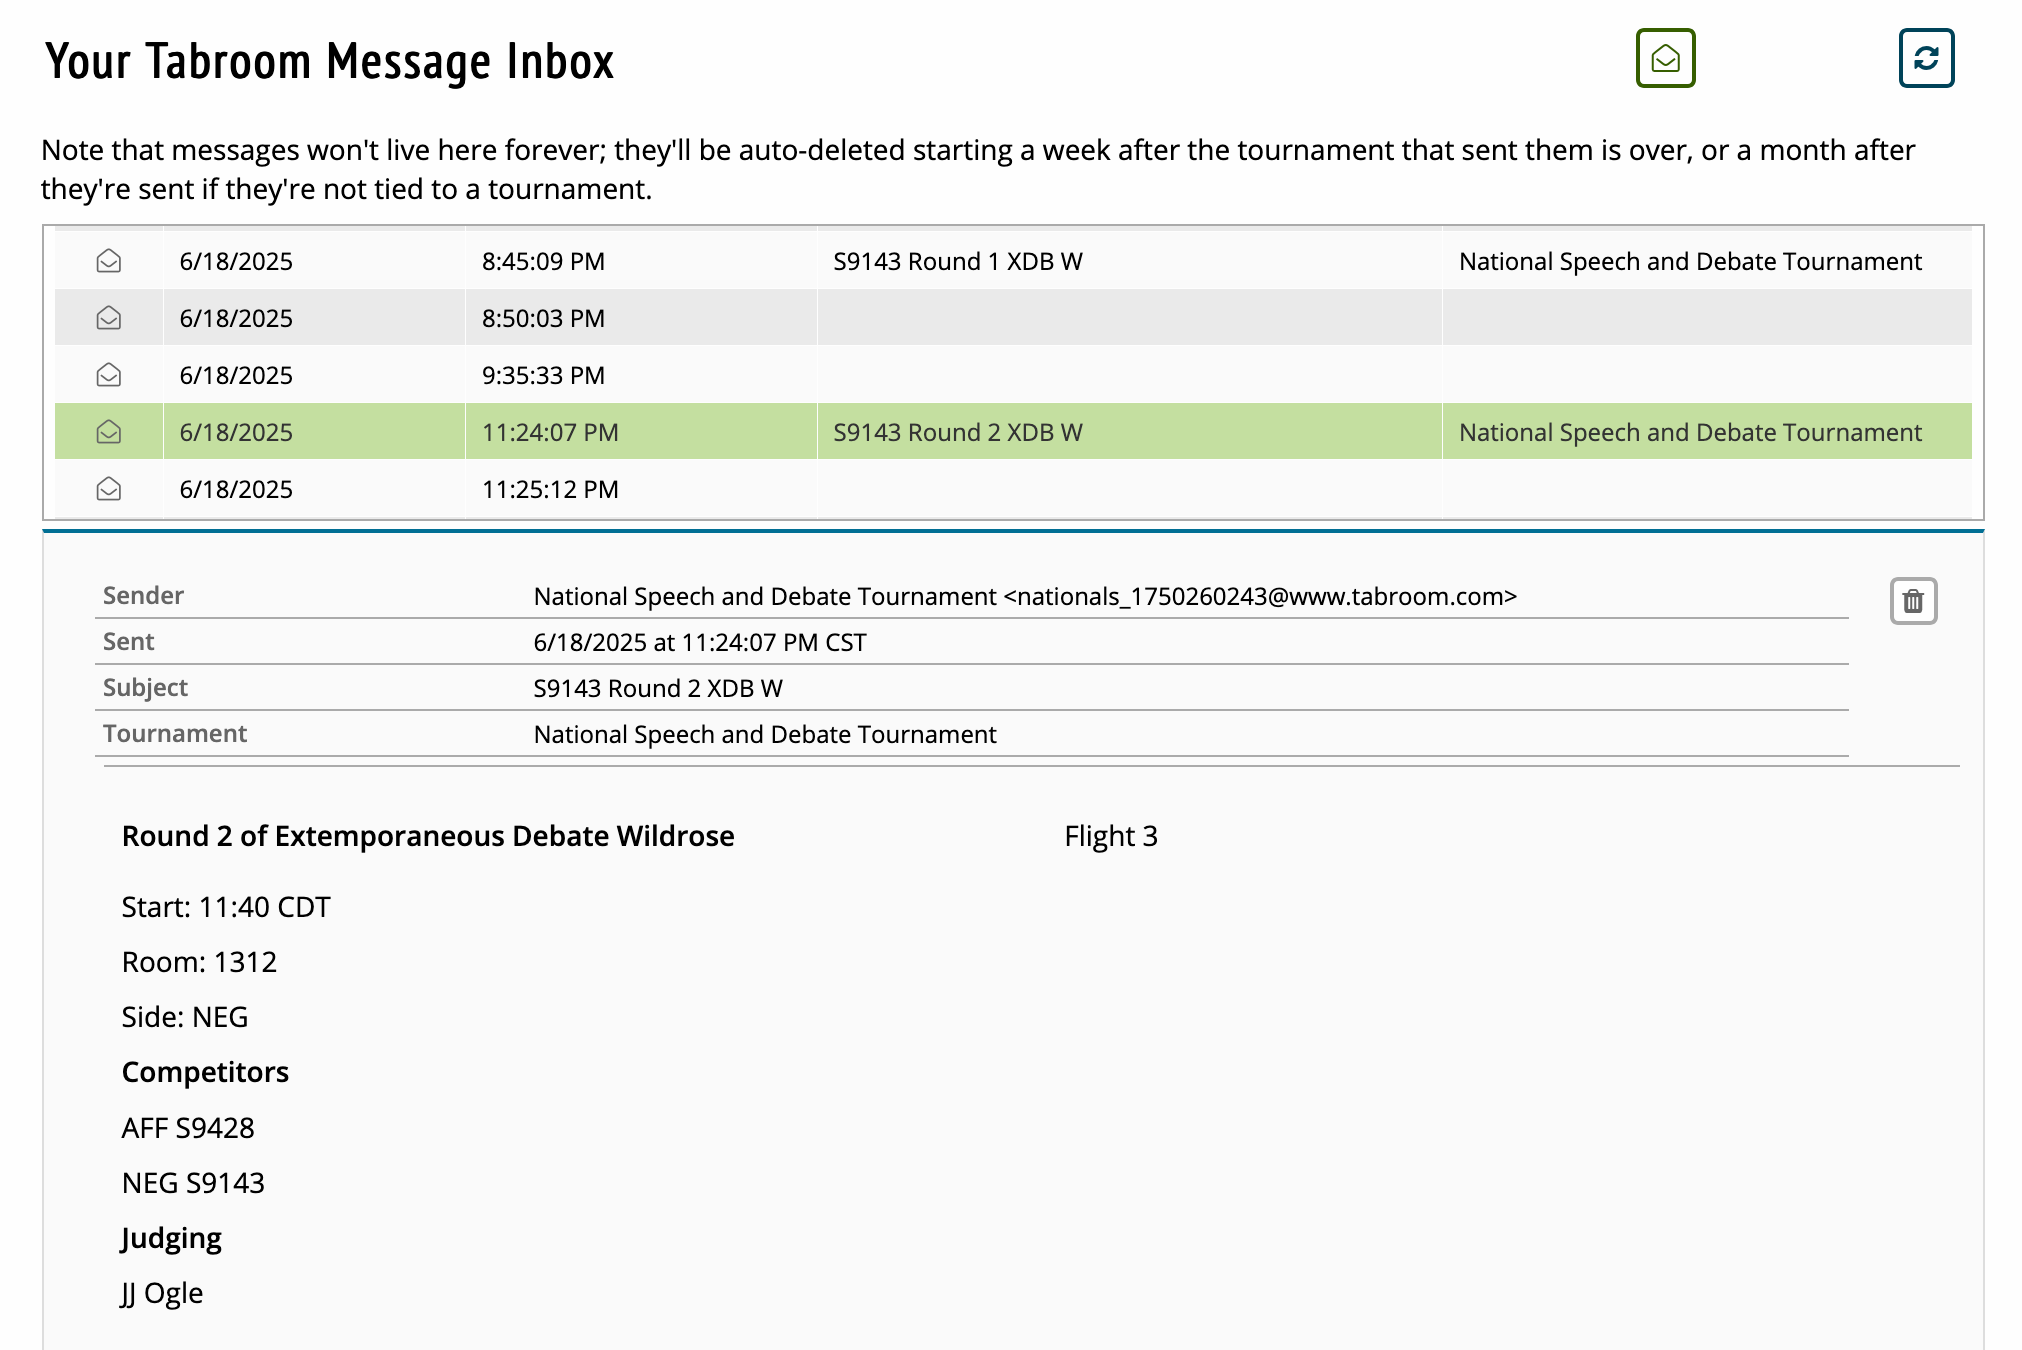 Your Tabroom Message Inbox
Note that messages won't live here forever; they'll be auto-deleted starting a week after the tournament that sent them is over, or a month after
they're sent if they're not tied to a tournament.
6/18/2025 8:45:09 PM S9143 Round 1 XDB W National Speech and Debate Tournament
6/18/2025 8:50:03 PM
6/18/2025 9:35:33 PM
6/18/2025 11:24:07 PM S9143 Round 2 XDB W National Speech and Debate Tournament
6/18/2025 11:25:12 PM
Sender National Speech and Debate Tournament <nationals_1750260243@www.tabroom.com>
Sent 6/18/2025 at 11:24:07 PM CST
Subject S9143 Round 2 XDB W
Tournament National Speech and Debate Tournament
Round 2 of Extemporaneous Debate Wildrose Flight 3
Start: 11:40 CDT
Room: 1312
Side: NEG
Competitors
AFF S9428
NEG S9143
Judging
JJ Ogle